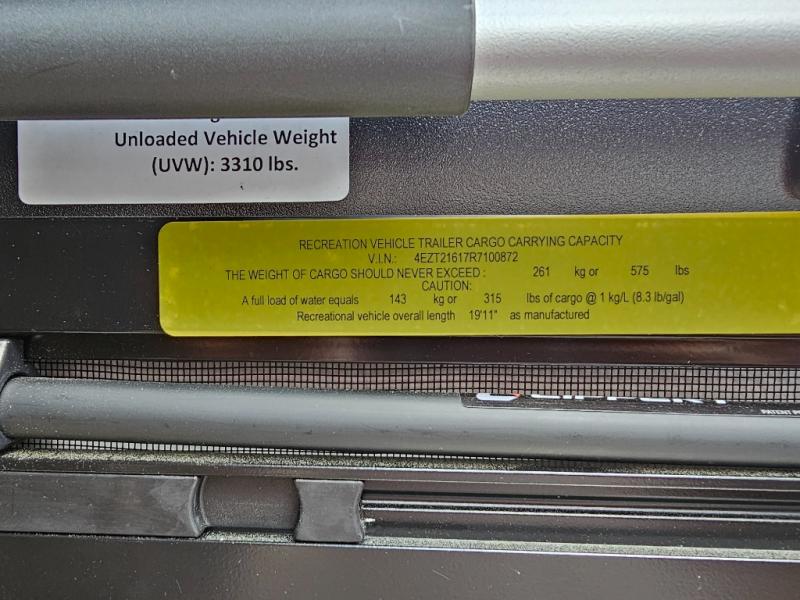 Unloaded Vehicle Weight
(UVW): 3310 lbs.
RECREATION VEHICLE TRAILER CARGO CARRYING CAPACITY
V.I.N.: 4EZT21617R7100872
THE WEIGHT OF CARGO SHOULD NEVER EXCEED : 261 kg or 575 lbs
CAUTION:
A full load of water equals 143 kg or 315 lbs of cargo @ 1 kg/L (8.3 lb/gal)
Recreational vehicle overall length 19'11" as manufactured
PATENT